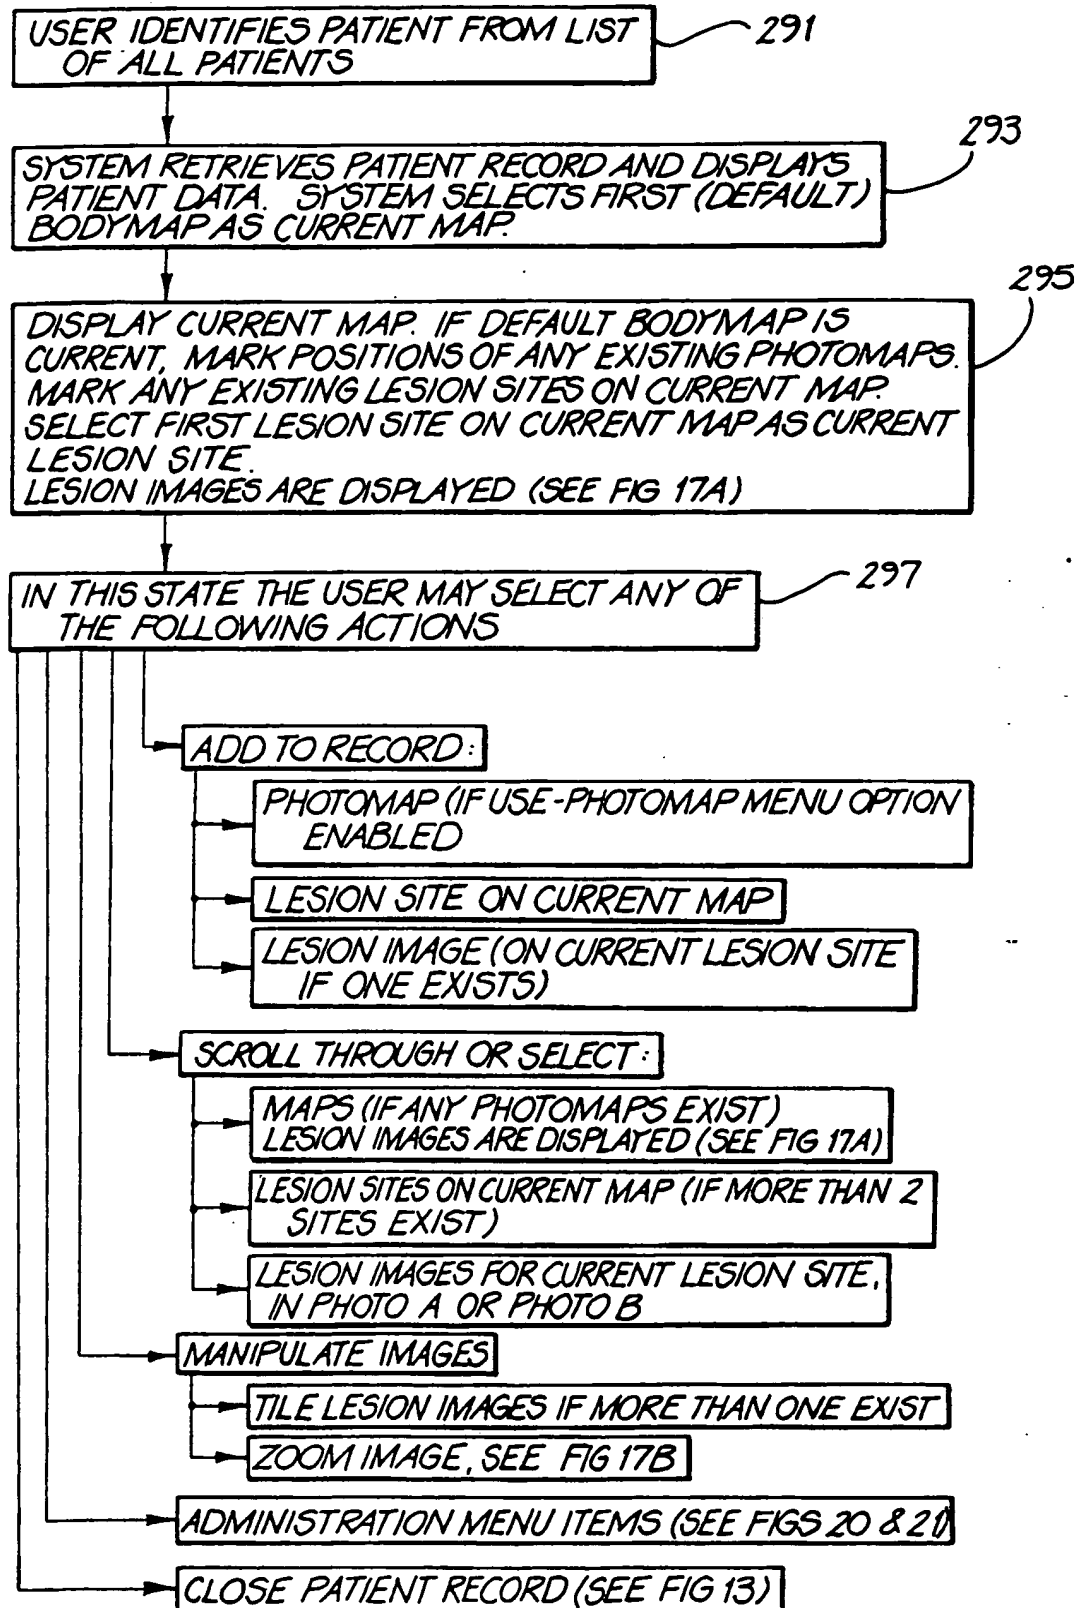 USER IDENTIFIES PATIENT FROM LIST
OF ALL PATIENTS
291
SYSTEM RETRIEVES PATIENT RECORD AND DISPLAYS
PATIENT DATA. SYSTEM SELECTS FIRST (DEFAULT)
BODYMAP AS CURRENT MAP.
293
DISPLAY CURRENT MAP. IF DEFAULT BODYMAP IS
CURRENT, MARK POSITIONS OF ANY EXISTING PHOTOMAPS.
MARK ANY EXISTING LESION SITES ON CURRENT MAP.
SELECT FIRST LESION SITE ON CURRENT MAP AS CURRENT
LESION SITE.
LESION IMAGES ARE DISPLAYED (SEE FIG 17A)
295
IN THIS STATE THE USER MAY SELECT ANY OF
THE FOLLOWING ACTIONS
297
ADD TO RECORD:
PHOTOMAP (IF USE-PHOTOMAP MENU OPTION
ENABLED
LESION SITE ON CURRENT MAP
LESION IMAGE (ON CURRENT LESION SITE
IF ONE EXISTS)
SCROLL THROUGH OR SELECT:
MAPS (IF ANY PHOTOMAPS EXIST)
LESION IMAGES ARE DISPLAYED (SEE FIG 17A)
LESION SITES ON CURRENT MAP (IF MORE THAN 2
SITES EXIST)
LESION IMAGES FOR CURRENT LESION SITE,
IN PHOTO A OR PHOTO B
MANIPULATE IMAGES
TILE LESION IMAGES IF MORE THAN ONE EXIST
ZOOM IMAGE, SEE FIG 17B
ADMINISTRATION MENU ITEMS (SEE FIGS 20 & 21)
CLOSE PATIENT RECORD (SEE FIG 13)